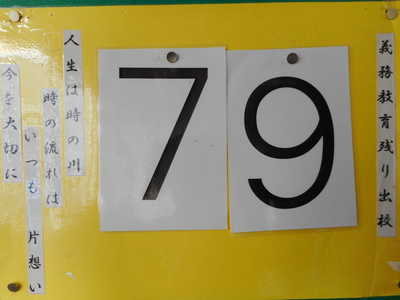 義務教育残り出校
79
人生は時の川
時の流れは
いつも 片想い
今を大切に